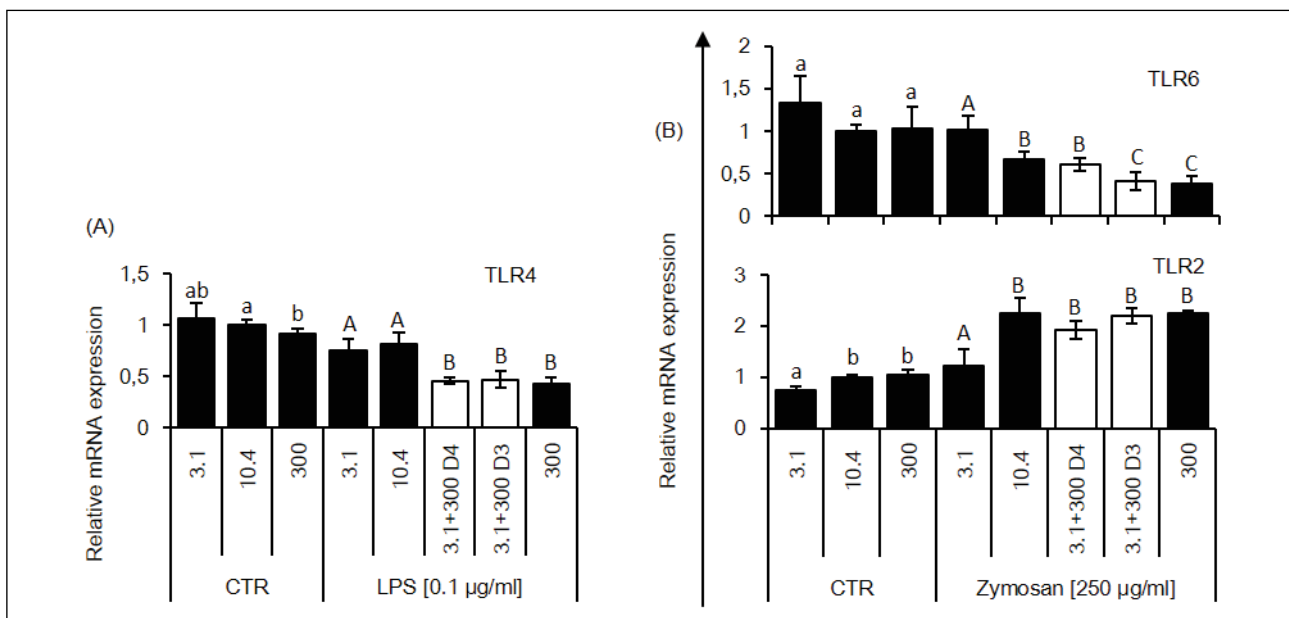 (A)
TLR4
Relative mRNA expression
1,5
1
0,5
0
ab a b A A B B B
3.1 10.4 300 3.1 10.4 3.1+300 D4 3.1+300 D3 300
CTR LPS [0.1 µg/ml]
(B)
Relative mRNA expression
TLR6
2
1,5
1
0,5
0
a a a A B B C C
TLR2
3
2
1
0
a b b A B B B B
3.1 10.4 300 3.1 10.4 3.1+300 D4 3.1+300 D3 300
CTR Zymosan [250 µg/ml]